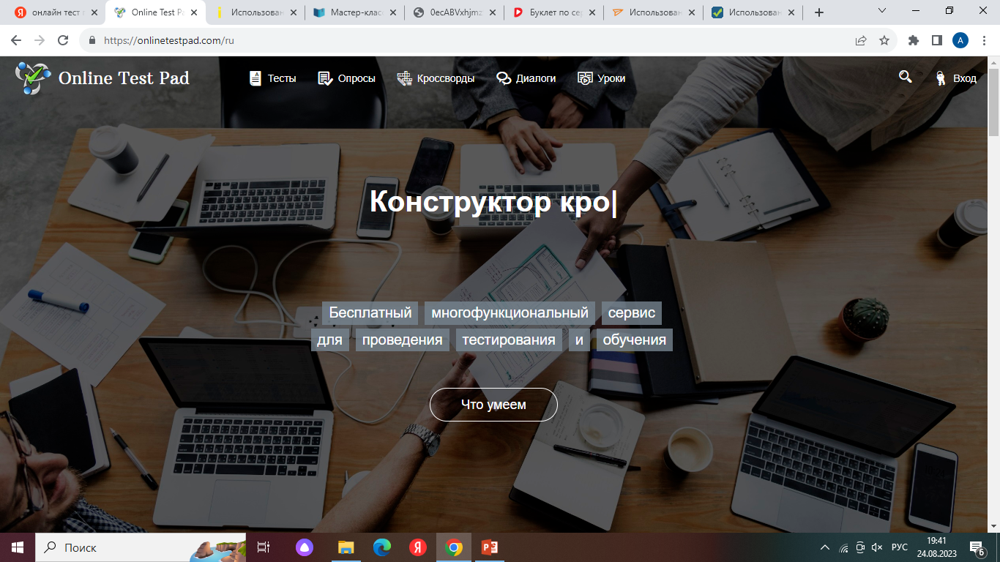 онлайн тест п
Online Test Pa
Использован
Мастер-клас
0ecABVxhjmz
Буклет по се
Использован
Использован
https://onlinetestpad.com/ru
A
Online Test Pad
Тесты
Опросы
Кроссворды
Диалоги
Уроки
Вход
Конструктор кро|
Бесплатный многофункциональный сервис
для проведения тестирования и обучения
Что умеем
Поиск
РУС
19:41
24.08.2023
6